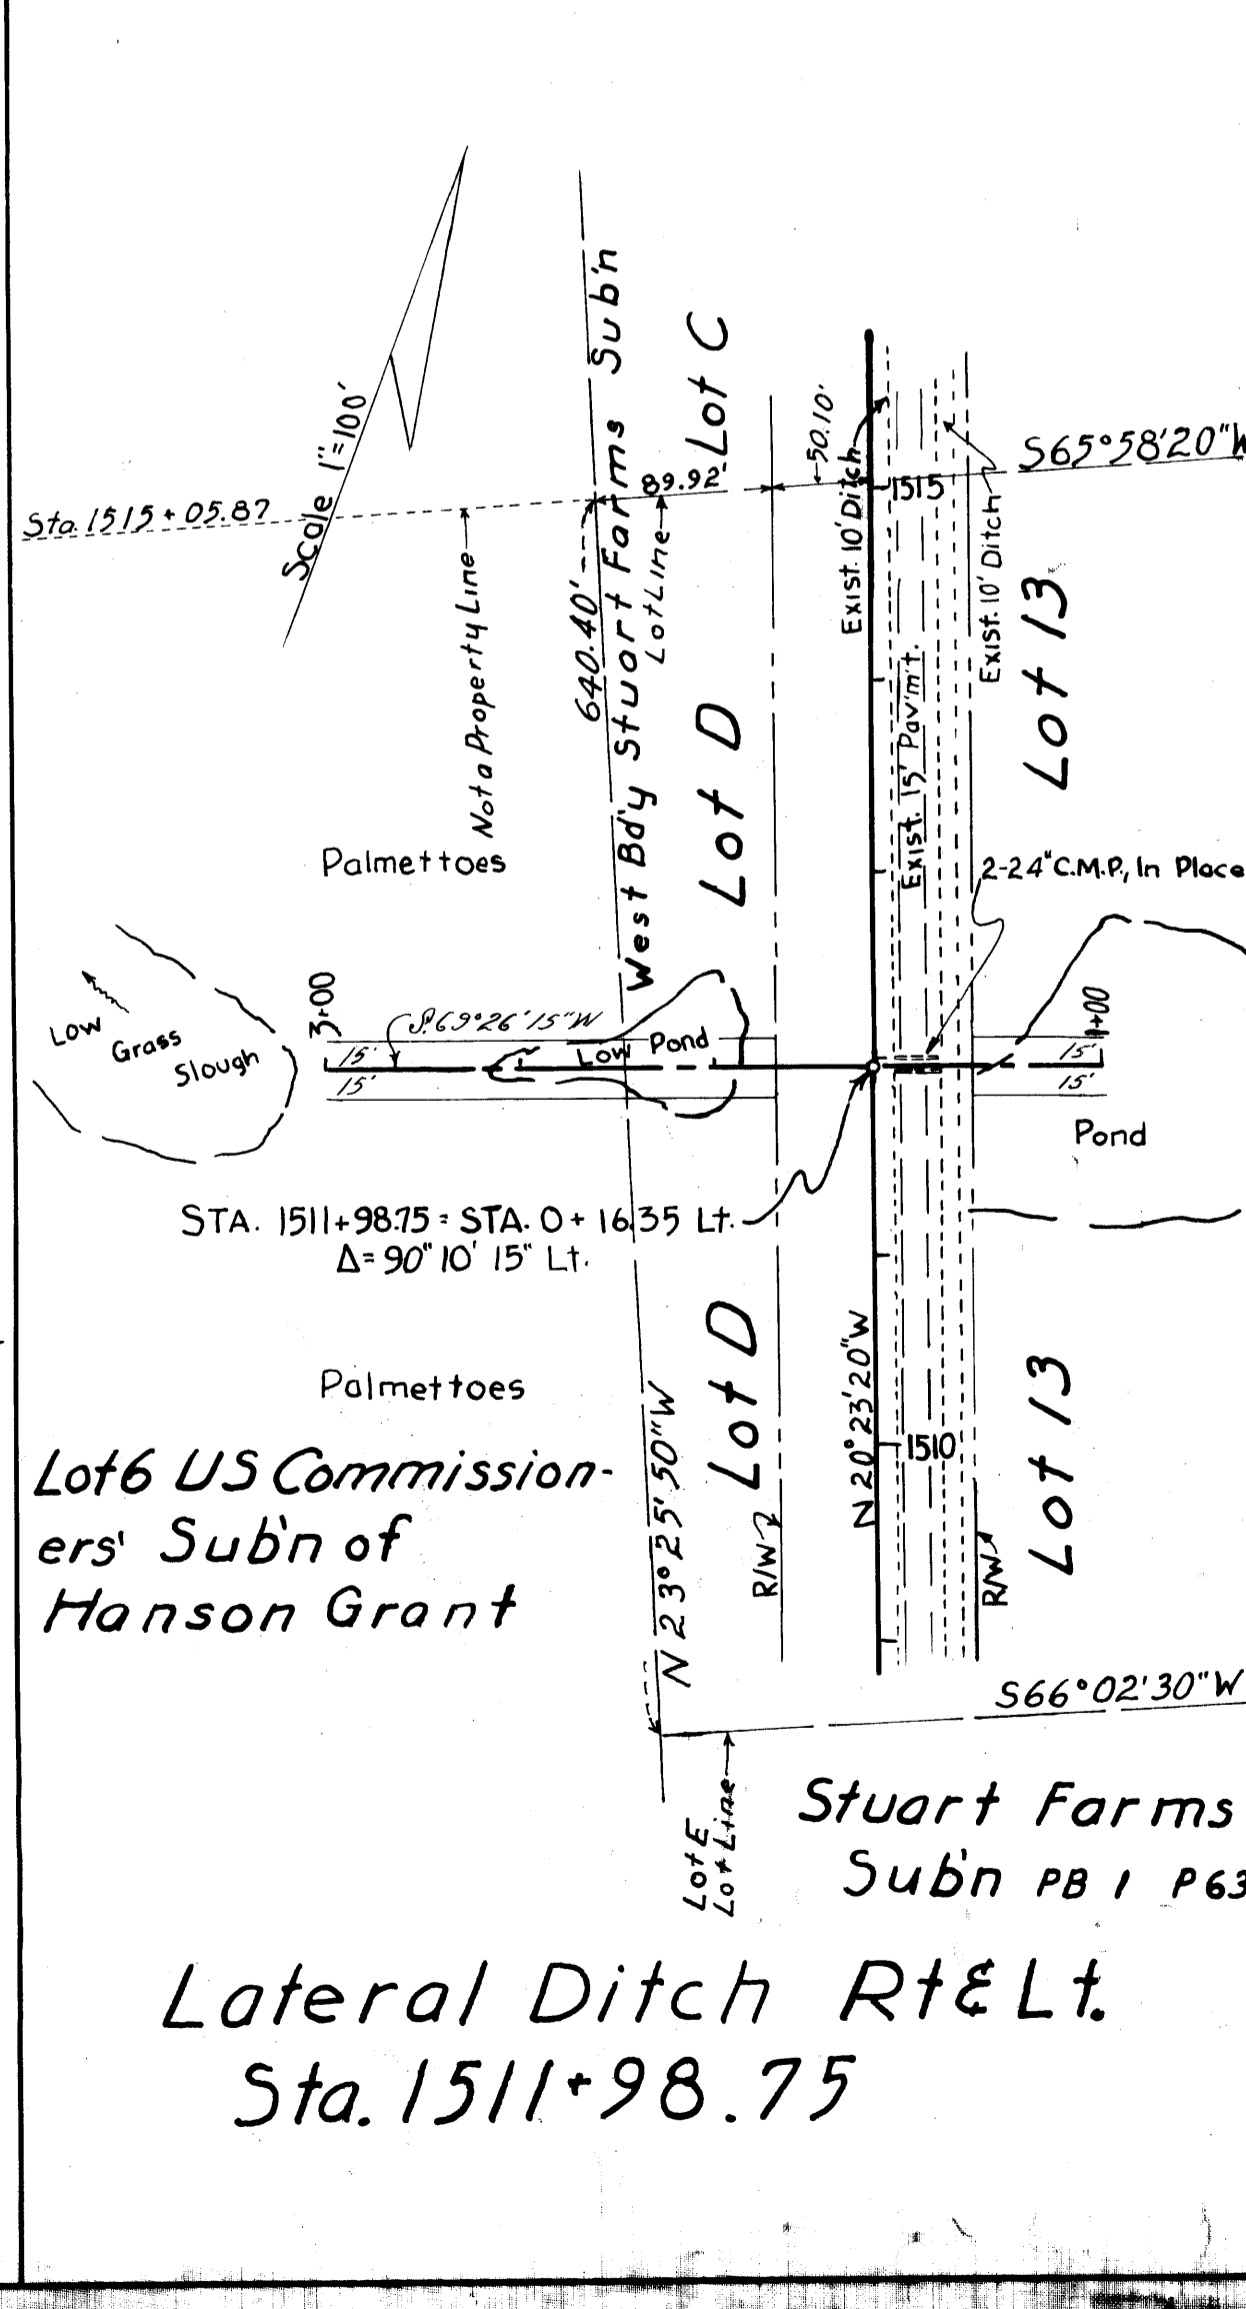 Scale 1"=100'
West Bd'y Stuart Farms Sub'n
Lot C
50.10'
S65°58'20"W
89.92
Sta. 1515+05.87
1515
Exist. 10' Ditch
Exist. 10' Ditch
640.40'
Lot Line
Not a Property Line
Lot D
Exist. 15' Pav'm't.
Lot 13
Palmettoes
2-24" C.M.P., In Place
Low
Grass
Slough
3+00
S.69°26'15"W
15'
15'
Low Pond
1+00
15'
15'
Pond
STA. 1511+98.75 = STA. 0+16.35 Lt.
Δ=90°10'15" Lt.
Palmettoes
Lot D
N 20°23'20"W
1510
Lot 13
N 23°25'50"W
R/W
R/W
Lot6 US Commission-
ers' Sub'n of
Hanson Grant
S66°02'30"W
Lot E
Lot Line
Stuart Farms
Sub'n PB 1 P63
Lateral Ditch Rt & Lt.
Sta. 1511+98.75